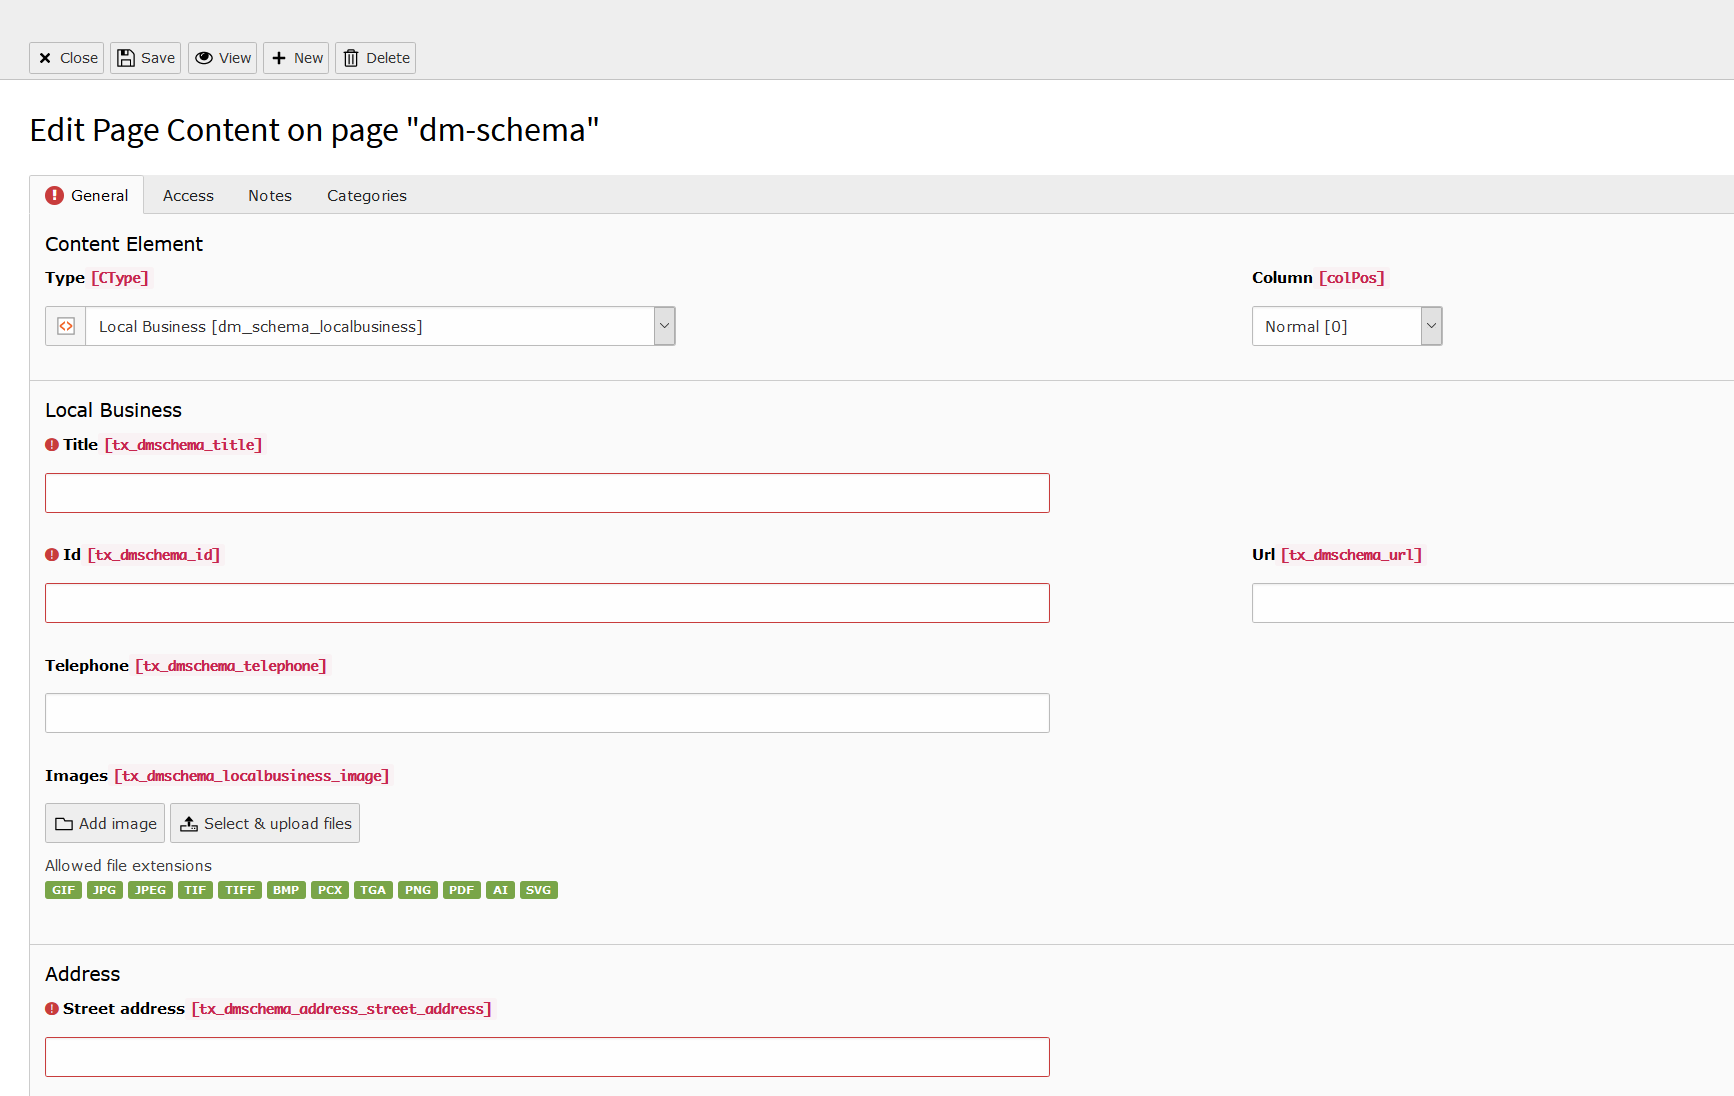 Close Save View New Delete
Edit Page Content on page "dm-schema"
General Access Notes Categories
Content Element
Type [CType] Column [colPos]
Local Business [dm_schema_localbusiness] Normal [0]
Local Business
Title [tx_dmschema_title]
Id [tx_dmschema_id] Url [tx_dmschema_url]
Telephone [tx_dmschema_telephone]
Images [tx_dmschema_localbusiness_image]
Add image Select & upload files
Allowed file extensions
GIF JPG JPEG TIF TIFF BMP PCX TGA PNG PDF AI SVG
Address
Street address [tx_dmschema_address_street_address]